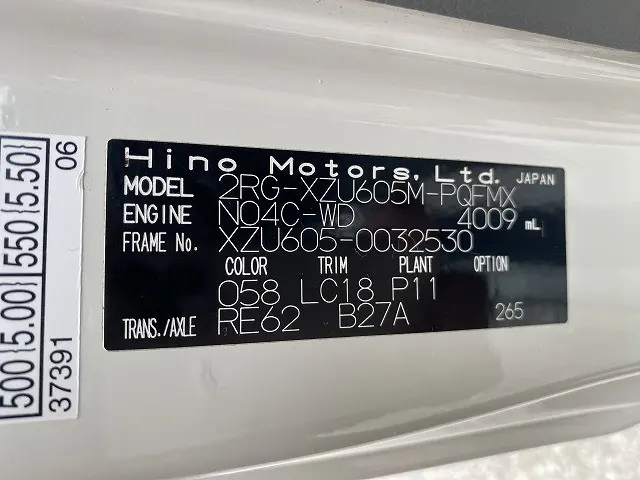 Hino Motors, Ltd. JAPAN
MODEL 2RG-XZU605M-PQFMX
ENGINE N04C-WD 4009 mL
FRAME No. XZU605-0032530
COLOR TRIM PLANT OPTION
058 LC18 P11
TRANS./AXLE RE62 B27A 265
500 5.00 550 5.50
37391 06